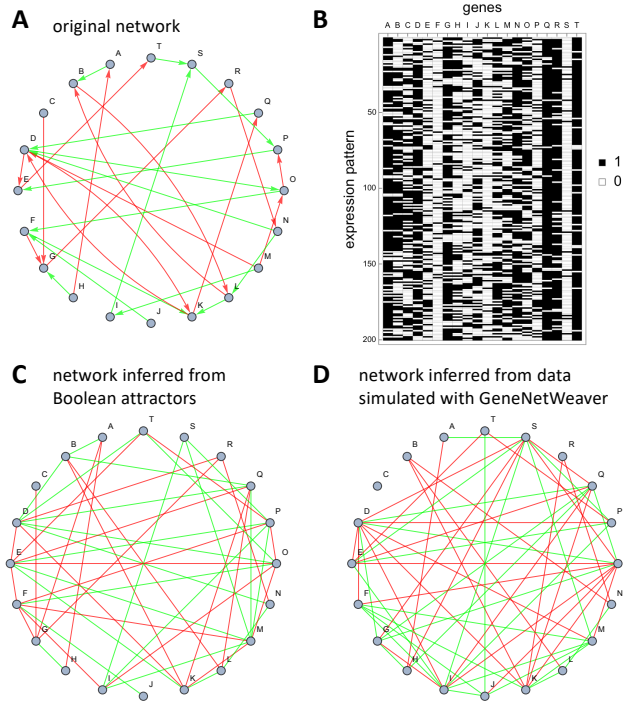 A original network
T
A
S
B
R
C
Q
D
P
E
O
F
N
G
M
H
L
I
J
K
B
genes
A B C D E F G H I J K L M N O P Q R S T
expression pattern
50
100
150
200
1
0
C network inferred from
Boolean attractors
T
A
S
B
R
C
Q
D
P
E
O
F
N
G
M
H
L
I
J
K
D network inferred from data
simulated with GeneNetWeaver
T
A
S
B
R
C
Q
D
P
E
O
F
N
G
M
H
L
I
J
K